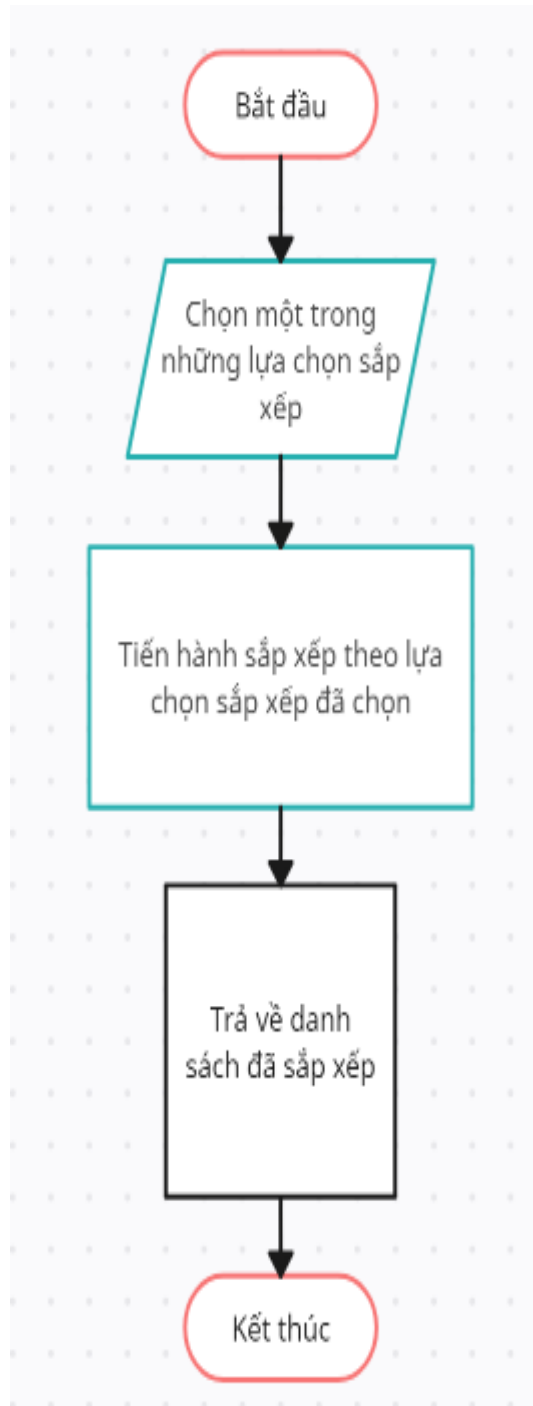 Bắt đầu
Chọn một trong
những lựa chọn sắp
xếp
Tiến hành sắp xếp theo lựa
chọn sắp xếp đã chọn
Trả về danh
sách đã sắp xếp
Kết thúc